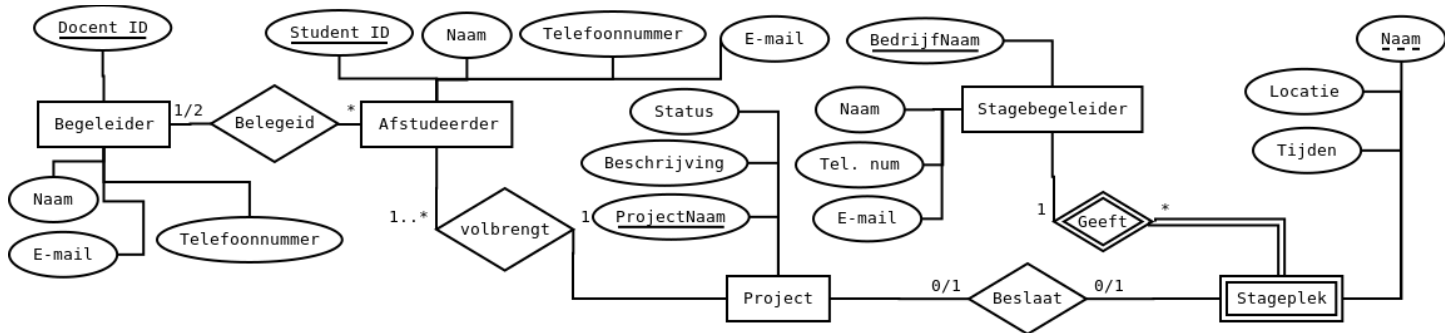 Docent ID
Student ID
Naam
Telefoonnummer
E-mail
BedrijfNaam
Naam
Begeleider
1/2
Belegeid
*
Afstudeerder
Status
Naam
Stagebegeleider
Locatie
Beschrijving
Tel. num
Tijden
Naam
E-mail
Telefoonnummer
1..*
volbrengt
1
ProjectNaam
E-mail
1
Geeft
*
Project
0/1
Beslaat
0/1
Stageplek